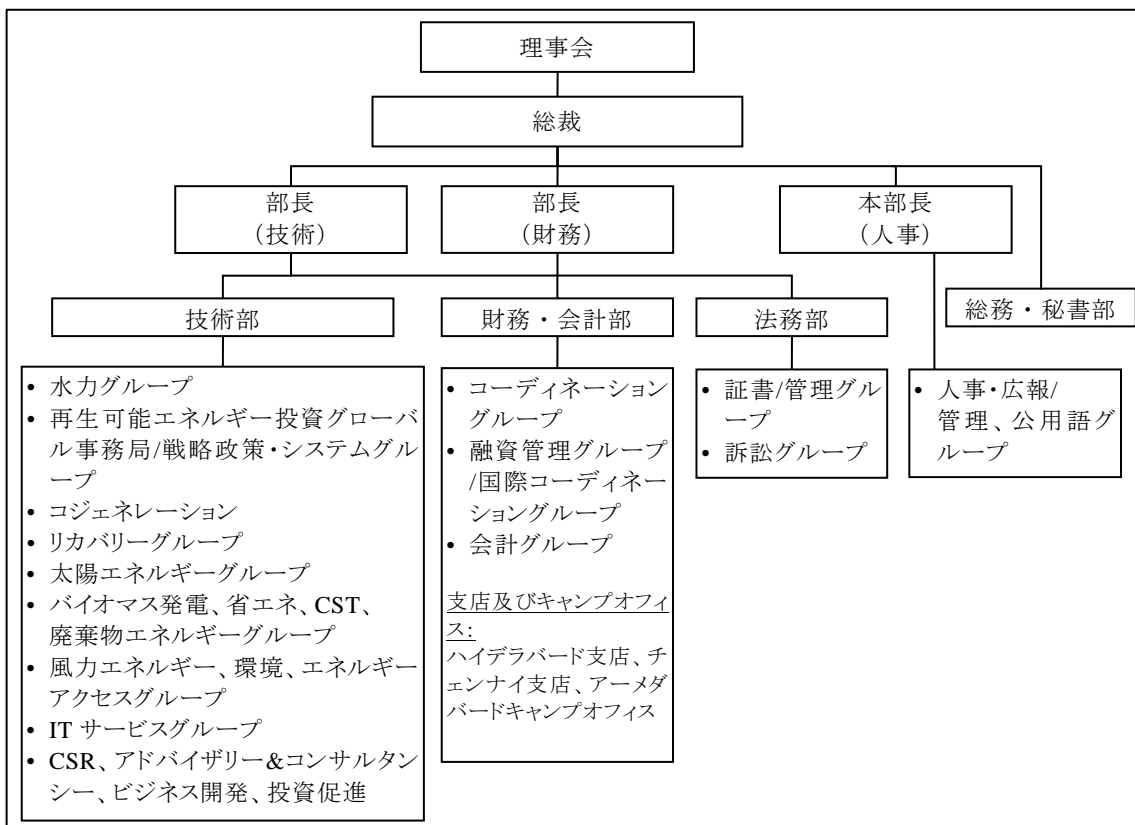 理事会
総裁
部長
（技術）
部長
（財務）
本部長
（人事）
技術部
財務・会計部
法務部
総務・秘書部
• 水力グループ
• 再生可能エネルギー投資グローバ
ル事務局/戦略政策・システムグル
ープ
• コジェネレーション
• リカバリーグループ
• 太陽エネルギーグループ
• バイオマス発電、省エネ、CST、
廃棄物エネルギーグループ
• 風力エネルギー、環境、エネルギー
アクセスグループ
• IT サービスグループ
• CSR、アドバイザリー&コンサルタン
シー、ビジネス開発、投資促進
• コーディネーション
グループ
• 融資管理グループ
/国際コーディネー
ショングループ
• 会計グループ
支店及びキャンプオフィ
ス:
ハイデラバード支店、チ
ェンナイ支店、アーメダ
バードキャンプオフィス
• 証書/管理グル
ープ
• 訴訟グループ
• 人事・広報/
管理、公用語グ
ループ